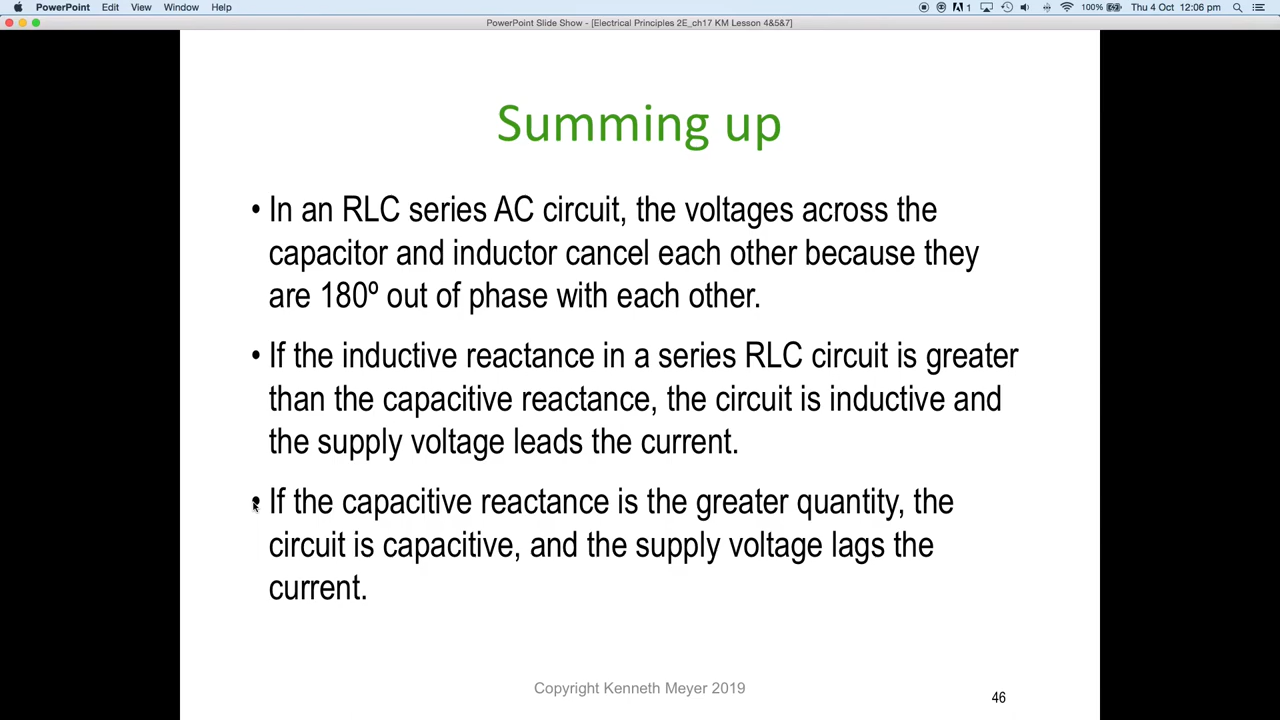 PowerPoint Edit View Window Help 1 100% Thu 4 Oct 12:06 pm
PowerPoint Slide Show - [Electrical Principles 2E_ch17 KM Lesson 4&5&7]
Summing up
• In an RLC series AC circuit, the voltages across the
capacitor and inductor cancel each other because they
are 180º out of phase with each other.
• If the inductive reactance in a series RLC circuit is greater
than the capacitive reactance, the circuit is inductive and
the supply voltage leads the current.
• If the capacitive reactance is the greater quantity, the
circuit is capacitive, and the supply voltage lags the
current.
Copyright Kenneth Meyer 2019
46